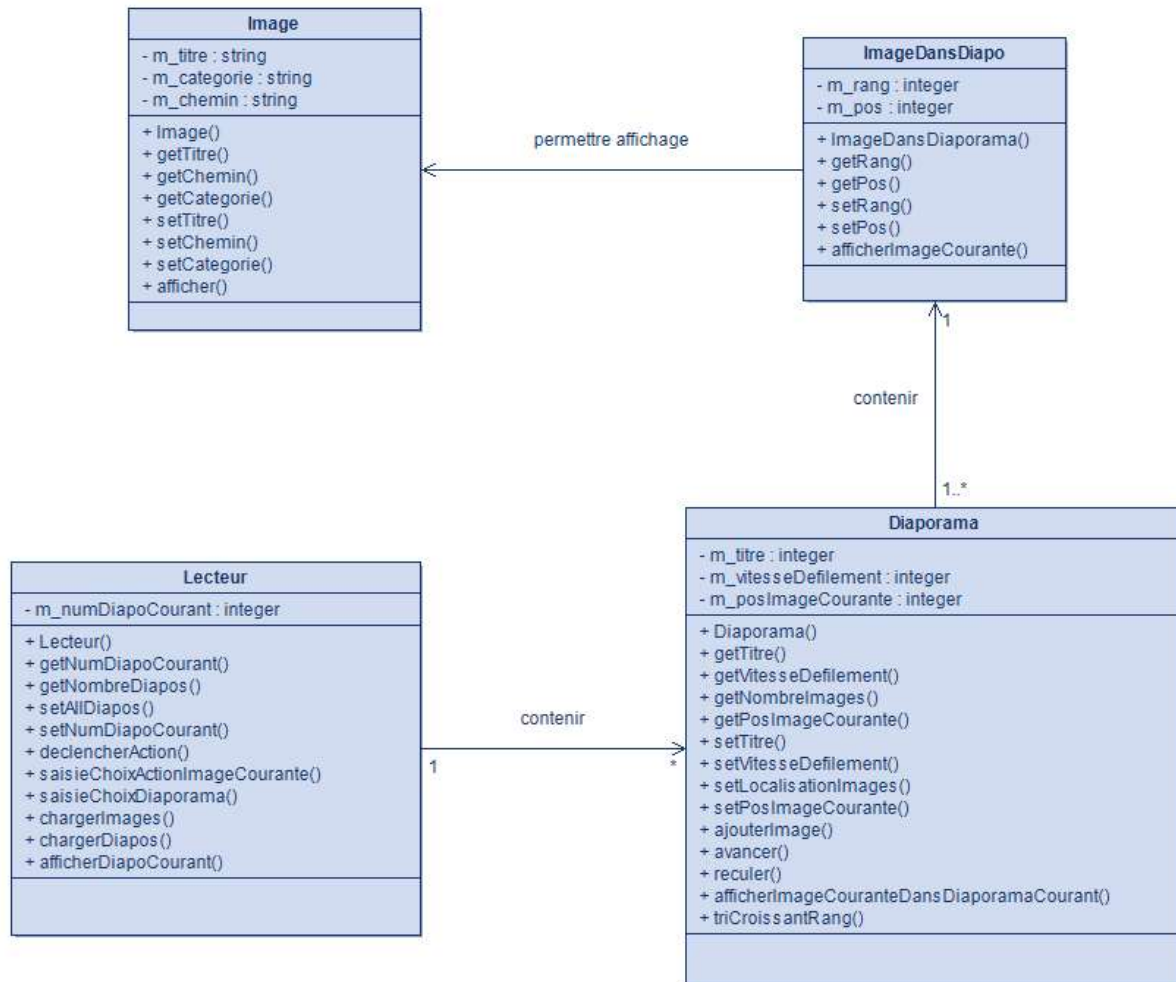 Image
- m_titre : string
- m_categorie : string
- m_chemin : string
+ Image()
+ getTitre()
+ getChemin()
+ getCategorie()
+ setTitre()
+ setChemin()
+ setCategorie()
+ afficher()
permettre affichage
ImageDansDiapo
- m_rang : integer
- m_pos : integer
+ ImageDansDiaporama()
+ getRang()
+ getPos()
+ setRang()
+ setPos()
+ afficherImageCourante()
1
contenir
1..*
Lecteur
- m_numDiapoCourant : integer
+ Lecteur()
+ getNumDiapoCourant()
+ getNombreDiapos()
+ setAllDiapos()
+ setNumDiapoCourant()
+ declencherAction()
+ saisieChoixActionImageCourante()
+ saisieChoixDiaporama()
+ chargerImages()
+ chargerDiapos()
+ afficherDiapoCourant()
contenir
1
*
Diaporama
- m_titre : integer
- m_vitesseDefilement : integer
- m_posImageCourante : integer
+ Diaporama()
+ getTitre()
+ getVitesseDefilement()
+ getNombreImages()
+ getPosImageCourante()
+ setTitre()
+ setVitesseDefilement()
+ setLocalisationImages()
+ setPosImageCourante()
+ ajouterImage()
+ avancer()
+ reculer()
+ afficherImageCouranteDansDiaporamaCourant()
+ triCroissantRang()